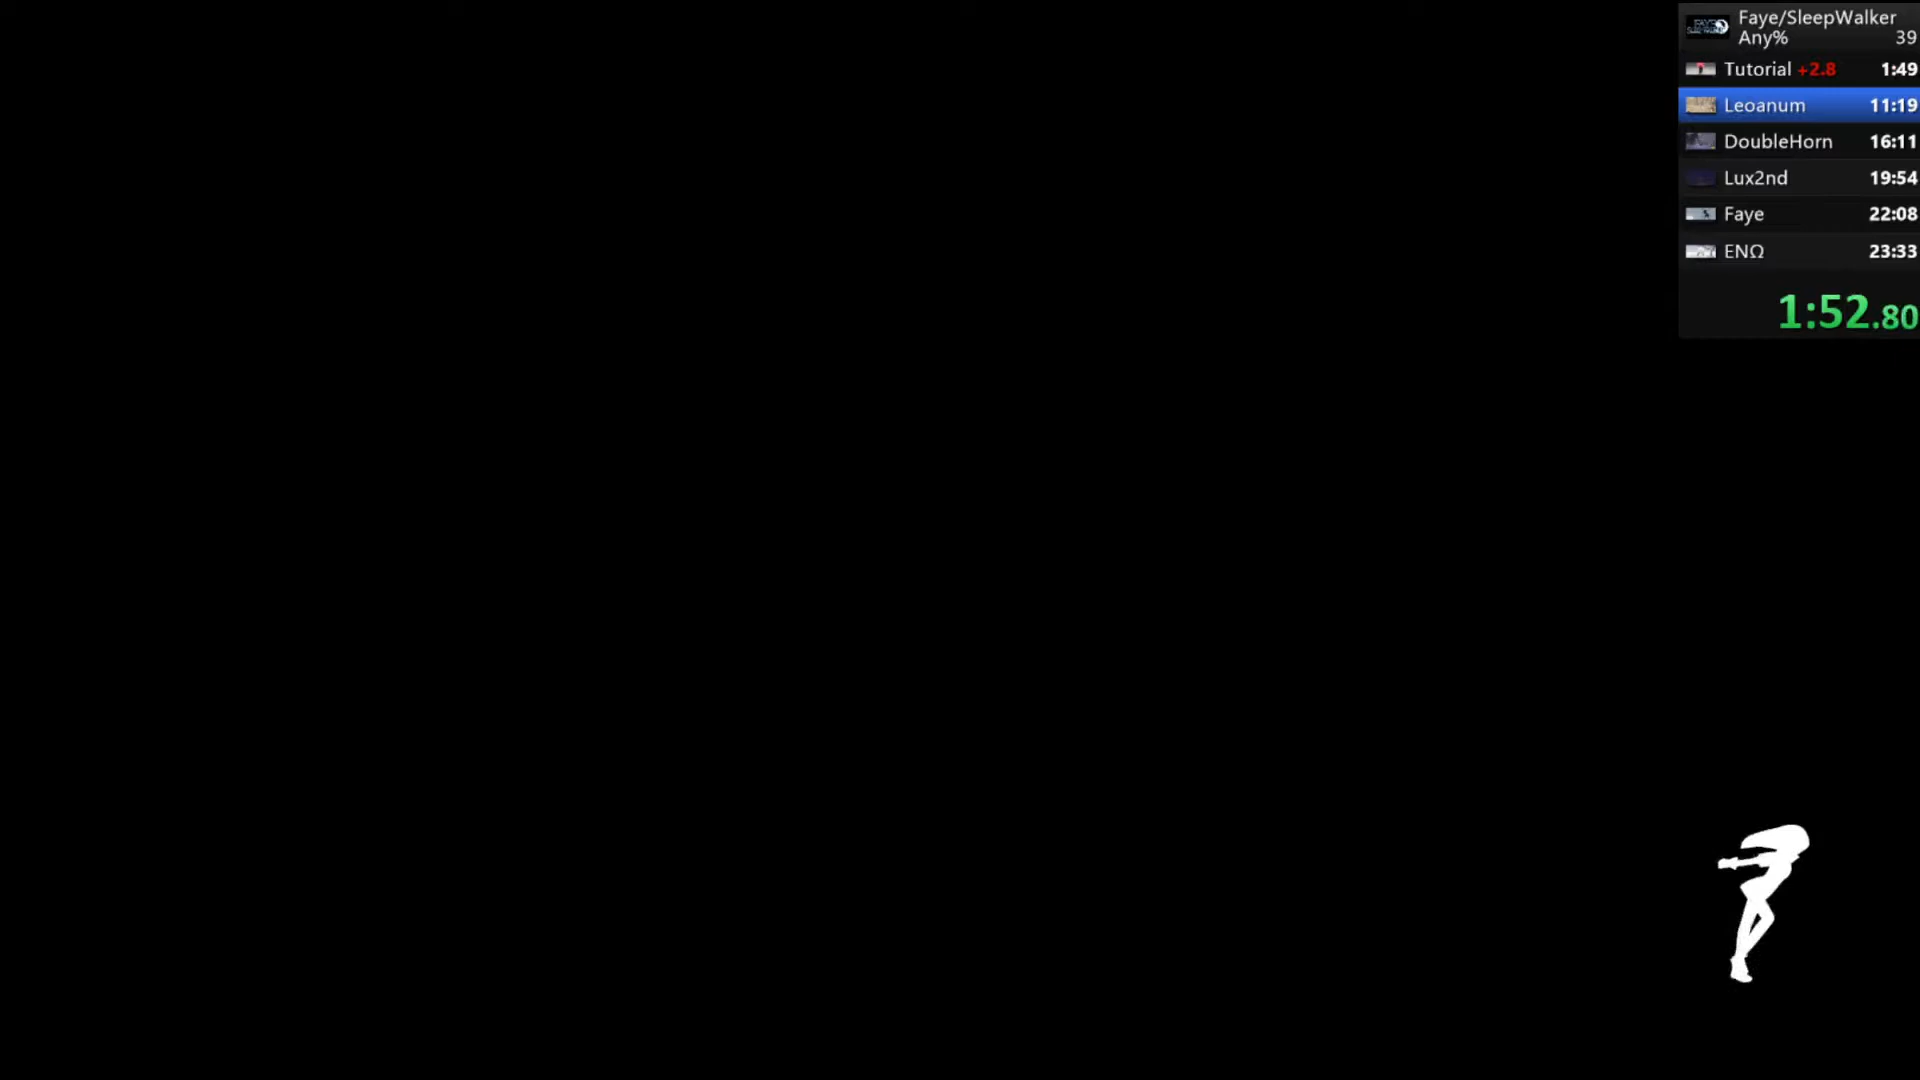 Faye/SleepWalker
Any% 39
Tutorial +2.8 1:49
Leoanum 11:19
DoubleHorn 16:11
Lux2nd 19:54
Faye 22:08
ENΩ 23:33
1:52.80